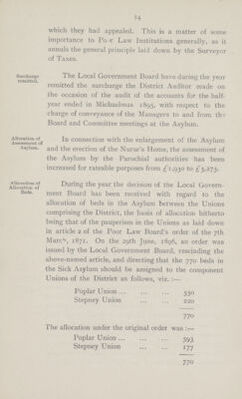 14
which they had appealed. This is a matter of some
importance to Poor Law Institutions generally, as it
annuls the general principle laid down by the Surveyor
of Taxes.
Surcharge
remitted.
The Local Government Board have during the year
remitted the surcharge the District Auditor made on
the occasion of the audit of the accounts for the half-
year ended in Michaelmas 1895, with respect to the
charge of conveyance of the Managers to and from the
Board and Committee meetings at the Asylum.
Alteration of
Assessment of
Asylum.
In connection with the enlargement of the Asylum
and the erection of the Nurse's Home, the assessment of
the Asylum by the Parochial authorities has been
increased for rateable purposes from £1,930 to £3,275.
Alteration of
Allocation of
Beds.
During the year the decision of the Local Govern-
ment Board has been received with regard to the
allocation of beds in the Asylum between the Unions
comprising the District, the basis of allocation hitherto
being that of the pauperism in the Unions as laid down
in article 2 of the Poor Law Board's order of the 7th
March, 1871. On the 29th June, 1896, an order was
issued by the Local Government Board, rescinding the
above-named article, and directing that the 770 beds in
the Sick Asylum should be assigned to the component
Unions of the District as follows, viz. :—
Poplar Union ... ... ... 550
Stepney Union ... ... 220
770
The allocation under the original order was :—
Poplar Union ... ... 593
Stepney Union ... ... 177
770